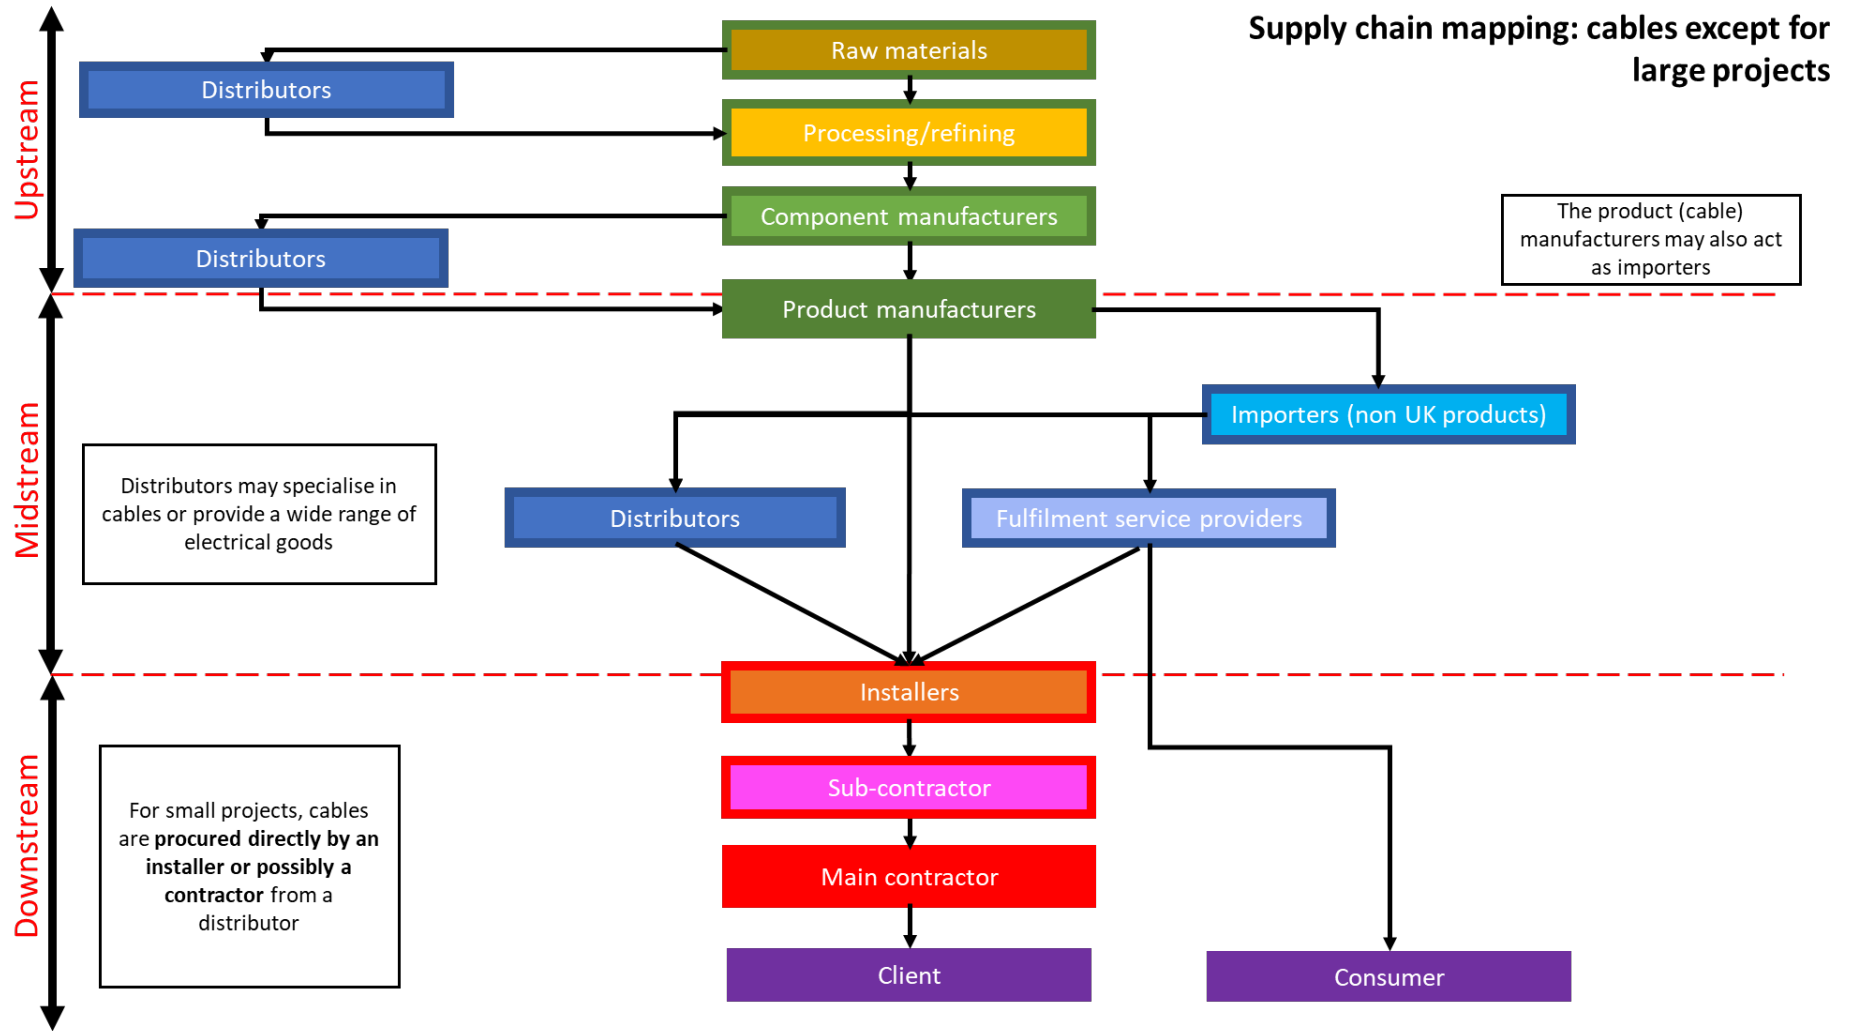 Supply chain mapping: cables except for
large projects
Upstream
Raw materials
Distributors
Processing/refining
Component manufacturers
Distributors
The product (cable)
manufacturers may also act
as importers
Product manufacturers
Midstream
Importers (non UK products)
Distributors may specialise in
cables or provide a wide range of
electrical goods
Distributors
Fulfilment service providers
Downstream
Installers
Sub-contractor
For small projects, cables
are procured directly by an
installer or possibly a
contractor from a
distributor
Main contractor
Client
Consumer